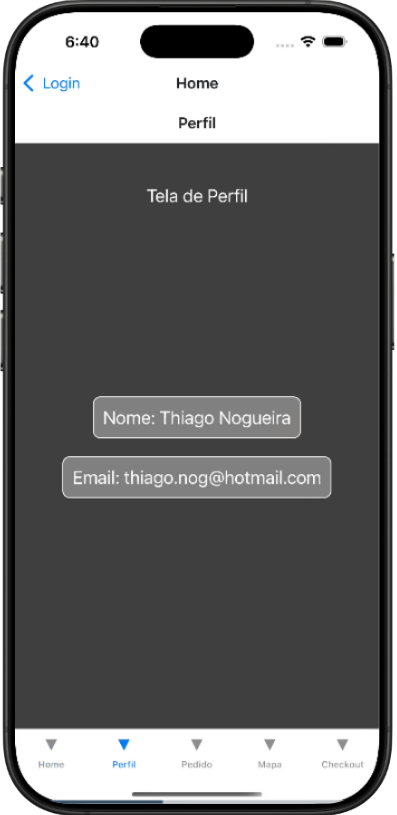 6:40
Login Home
Perfil
Tela de Perfil
Nome: Thiago Nogueira
Email: thiago.nog@hotmail.com
Home Perfil Pedido Mapa Checkout